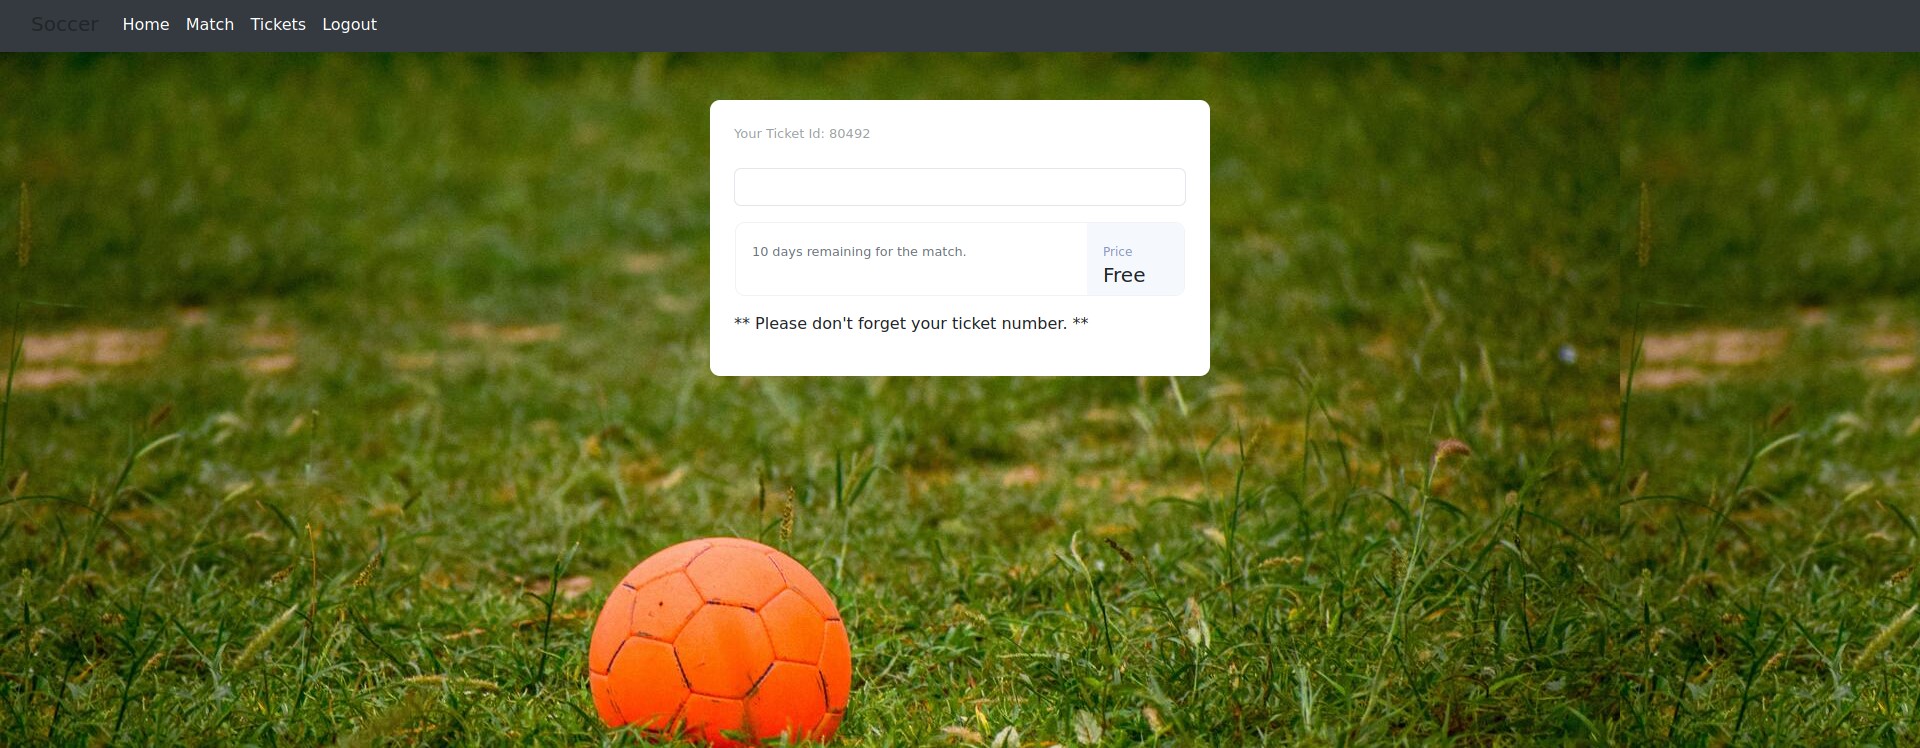 Soccer Home Match Tickets Logout
Your Ticket Id: 80492
10 days remaining for the match.
Price
Free
** Please don't forget your ticket number. **